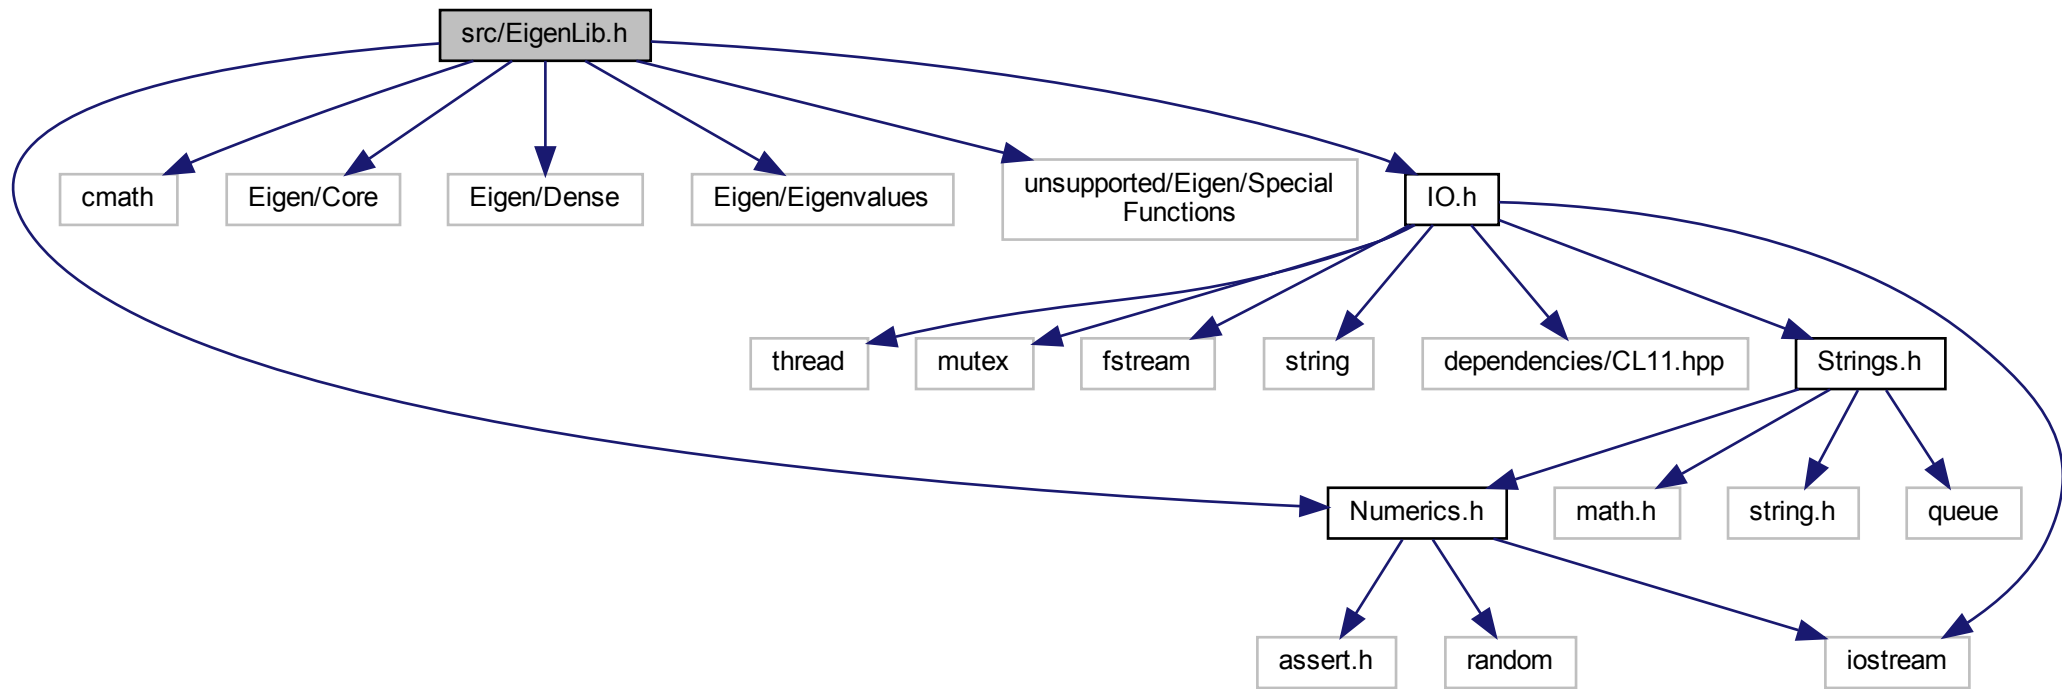 src/EigenLib.h
cmath
Eigen/Core
Eigen/Dense
Eigen/Eigenvalues
unsupported/Eigen/Special
Functions
IO.h
thread
mutex
fstream
string
dependencies/CL11.hpp
Strings.h
Numerics.h
math.h
string.h
queue
assert.h
random
iostream